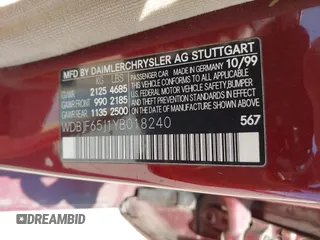 MFD. BY DAIMLERCHRYSLER AG STUTTGART
KG LBS PASSENGER CAR 10/99
GVWR 2125 4685 MADE IN GERMANY
GAWR FRONT 990 2185
GAWR REAR 1135 2500
THIS VEHICLE CONFORMS TO ALL APPLICABLE
FEDERAL MOTOR VEHICLE SAFETY, BUMPER,
AND THEFT PREVENTION STANDARDS IN
EFFECT ON THE DATE OF MANUFACTURE
SHOWN ABOVE.
WDBJF65J1YB018240 567
DREAMBID